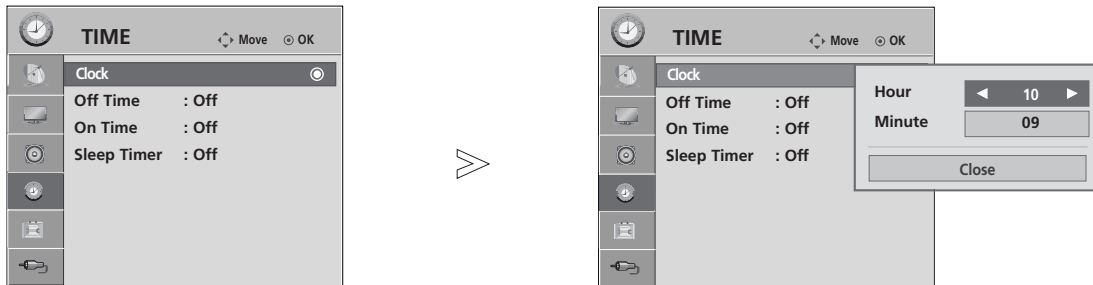 TIME
Move OK
Clock
Off Time : Off
On Time : Off
Sleep Timer : Off
TIME
Move OK
Clock
Off Time : Off
On Time : Off
Sleep Timer : Off
Hour 10
Minute 09
Close